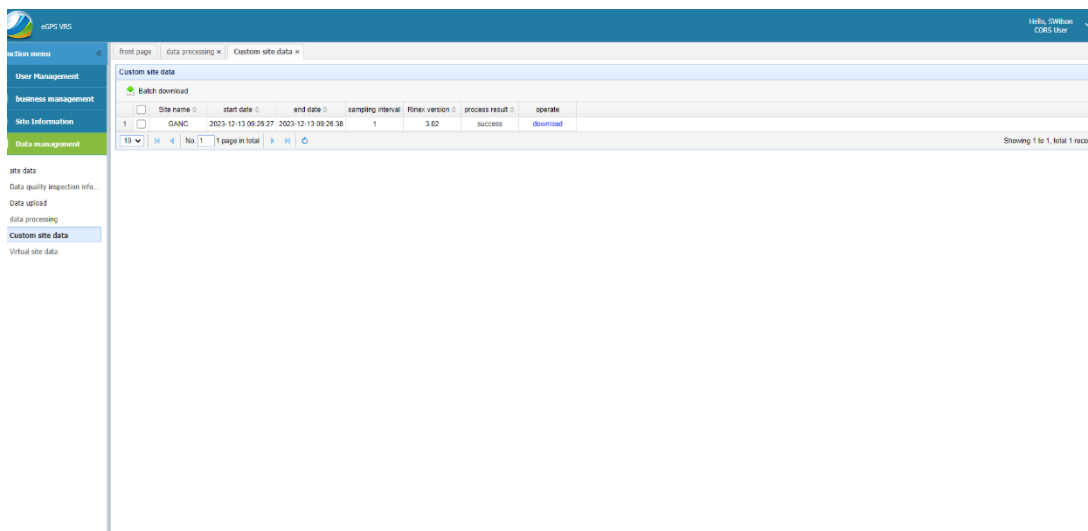 eGPS VRS
Hello, SWilson
CORS User
nction menu
front page data processing × Custom site data ×
User Management
business management
Site Information
Data management
site data
Data quality inspection info...
Data upload
data processing
Custom site data
Virtual site data
Custom site data
Batch download
Site name start date end date sampling interval Rinex version process result operate
1 GANC 2023-12-13 09:26:27 2023-12-13 09:26:38 1 3.02 success download
10 No. 1 1 page in total
Showing 1 to 1, total 1 reco